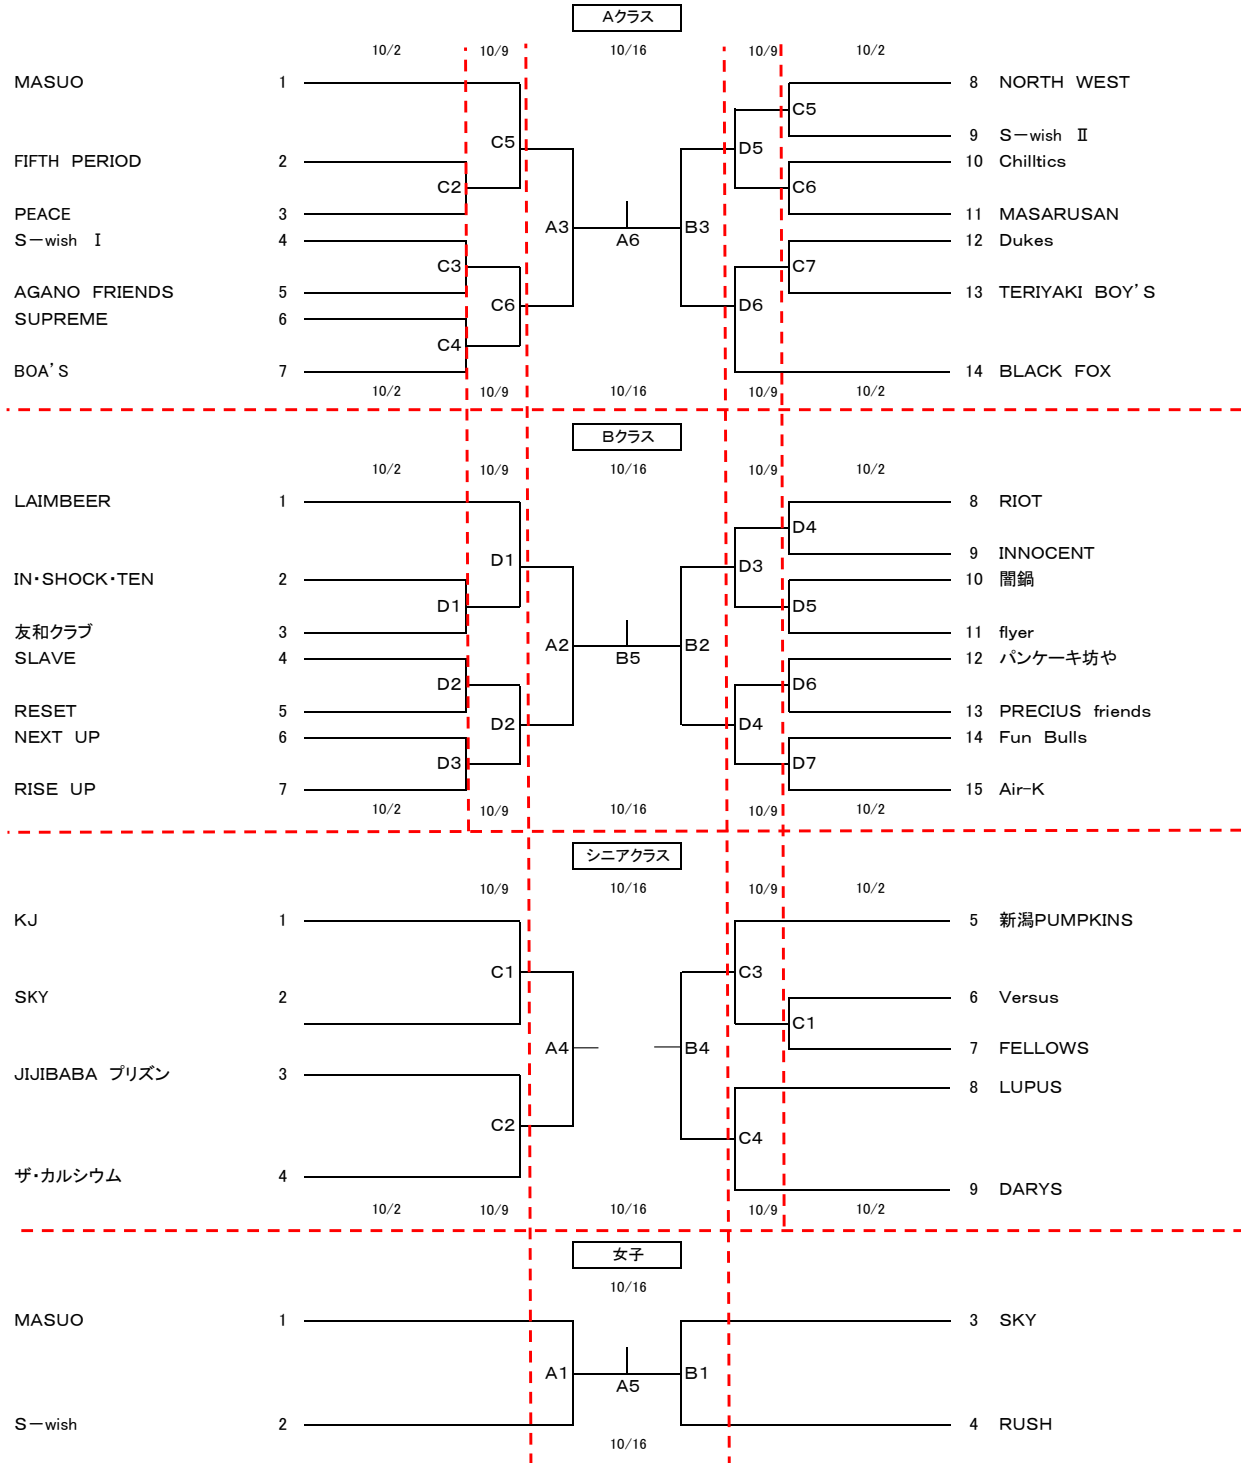 Aクラス
10/2 10/9 10/16 10/9 10/2
MASUO 1 8 NORTH WEST
C5
S－wish Ⅱ 9
C5 D5
FIFTH PERIOD 2 10 Chilltics
C2 C6
PEACE 3 11 MASARUSAN
A3 B3
S－wish Ⅰ 4 A6 12 Dukes
C3 C7
AGANO FRIENDS 5 13 TERIYAKI BOY'S
C6 D6
SUPREME 6
C4
BOA'S 7 14 BLACK FOX
10/2 10/9 10/16 10/9 10/2
Bクラス
10/2 10/9 10/16 10/9 10/2
LAIMBEER 1 8 RIOT
D4
9 INNOCENT
D1 D3
IN・SHOCK・TEN 2 10 闇鍋
D1 D5
友和クラブ 3 11 flyer
A2 B2
SLAVE 4 B5 12 パンケーキ坊や
D2 D6
RESET 5 13 PRECIUS friends
D2 D4
NEXT UP 6 14 Fun Bulls
D3 D7
RISE UP 7 15 Air-K
10/2 10/9 10/16 10/9 10/2
シニアクラス
10/9 10/16 10/9 10/2
KJ 1 5 新潟PUMPKINS
C1 C3
SKY 2 6 Versus
C1
A4 B4 7 FELLOWS
JIJIBABA プリズン 3 8 LUPUS
C2 C4
ザ・カルシウム 4 9 DARYS
10/2 10/9 10/16 10/9 10/2
女子
10/16
MASUO 1 3 SKY
A1 B1
A5
S－wish 2 4 RUSH
10/16